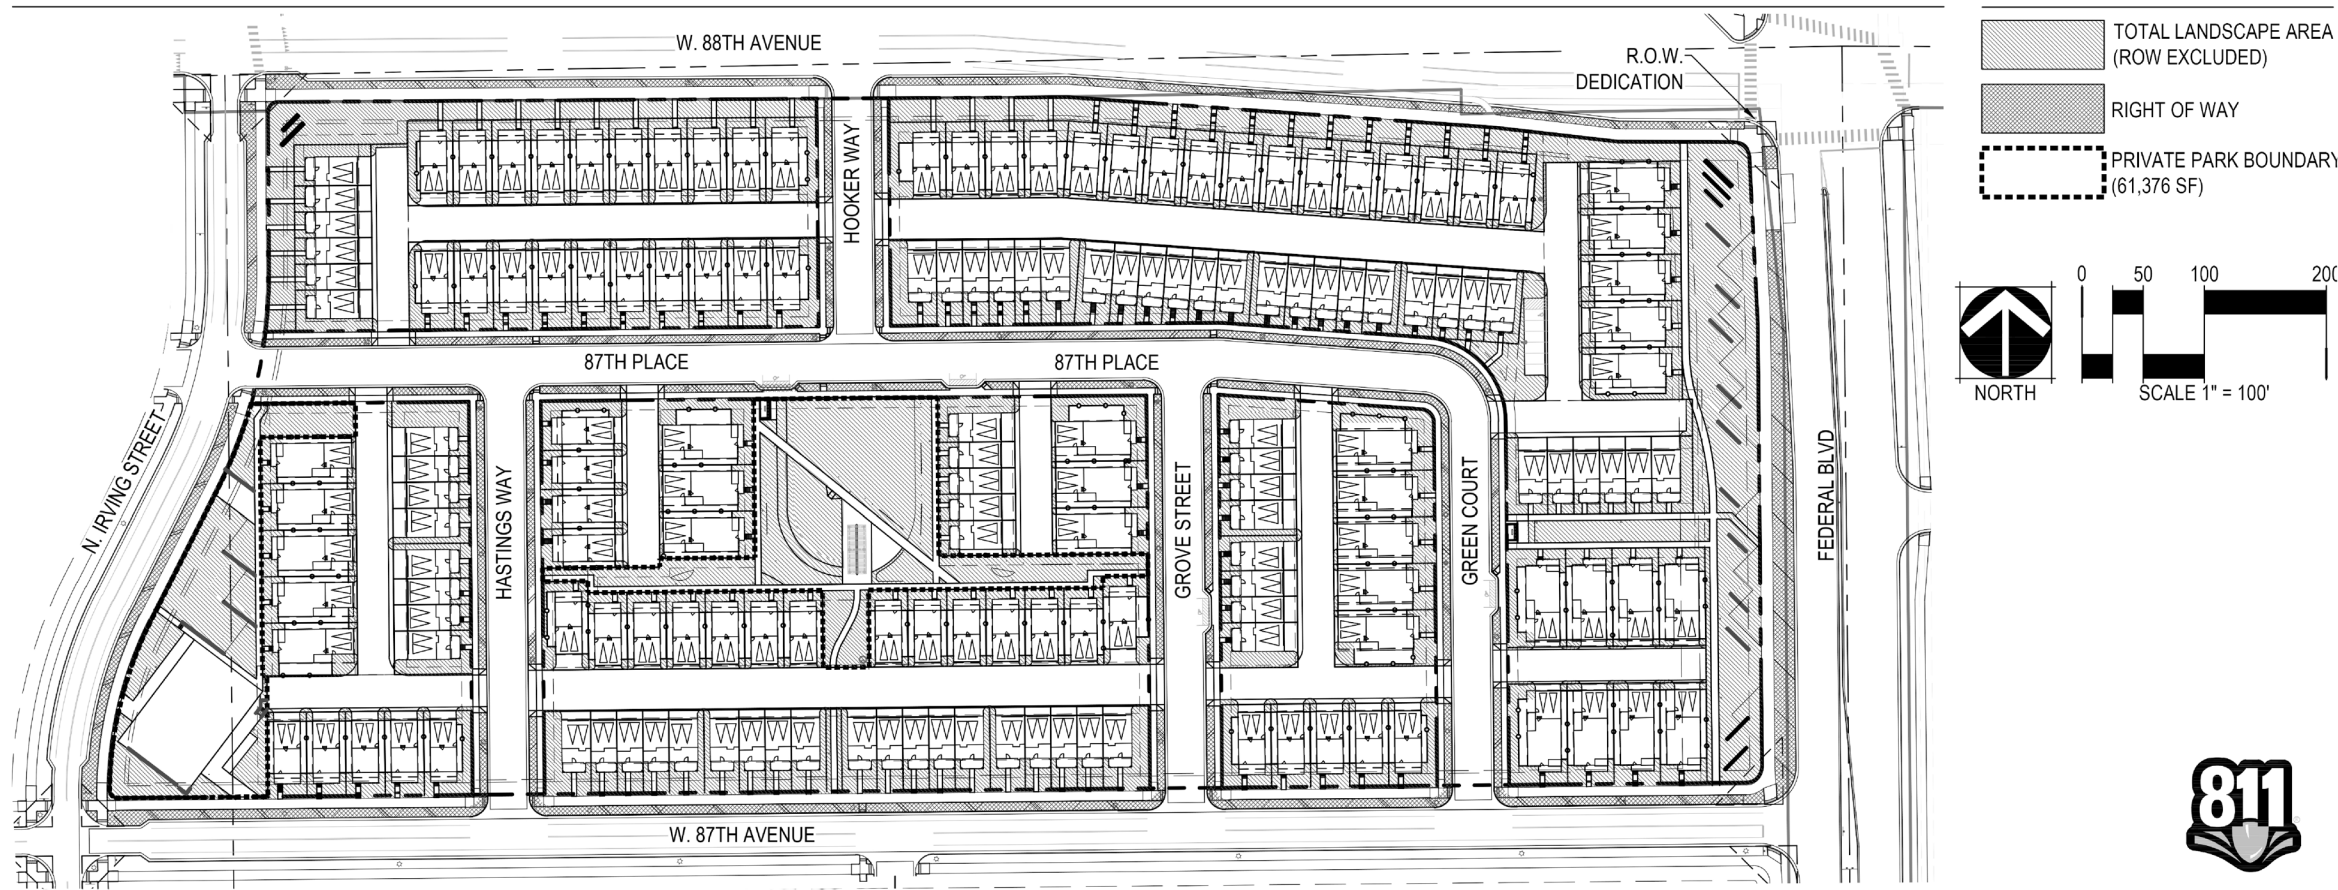 W. 88TH AVENUE
R.O.W.
DEDICATION
TOTAL LANDSCAPE AREA
(ROW EXCLUDED)
RIGHT OF WAY
PRIVATE PARK BOUNDARY
(61,376 SF)
HOOKER WAY
0 50 100 200
NORTH
SCALE 1" = 100'
87TH PLACE
87TH PLACE
N. IRVING STREET
HASTINGS WAY
GROVE STREET
GREEN COURT
FEDERAL BLVD
W. 87TH AVENUE
811